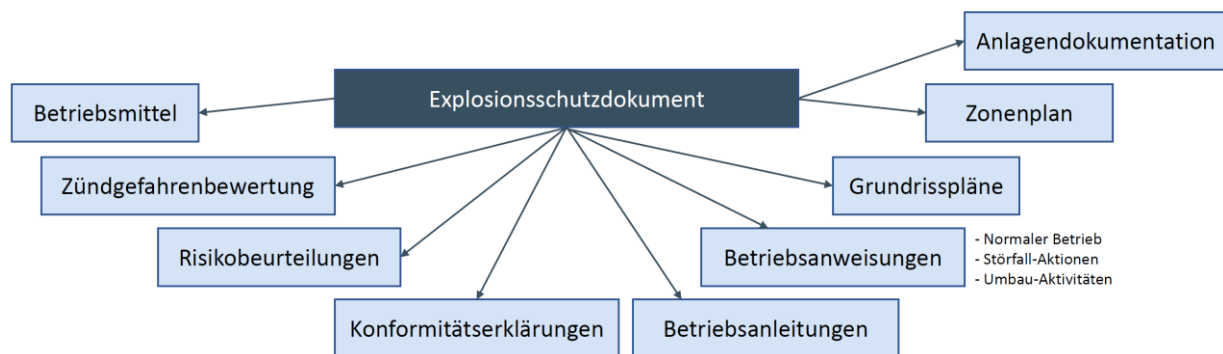 Anlagendokumentation
Explosionsschutzdokument
Betriebsmittel
Zonenplan
Zündgefahrenbewertung
Grundrisspläne
Risikobeurteilungen
Betriebsanweisungen
- Normaler Betrieb
- Störfall-Aktionen
- Umbau-Aktivitäten
Konformitätserklärungen
Betriebsanleitungen